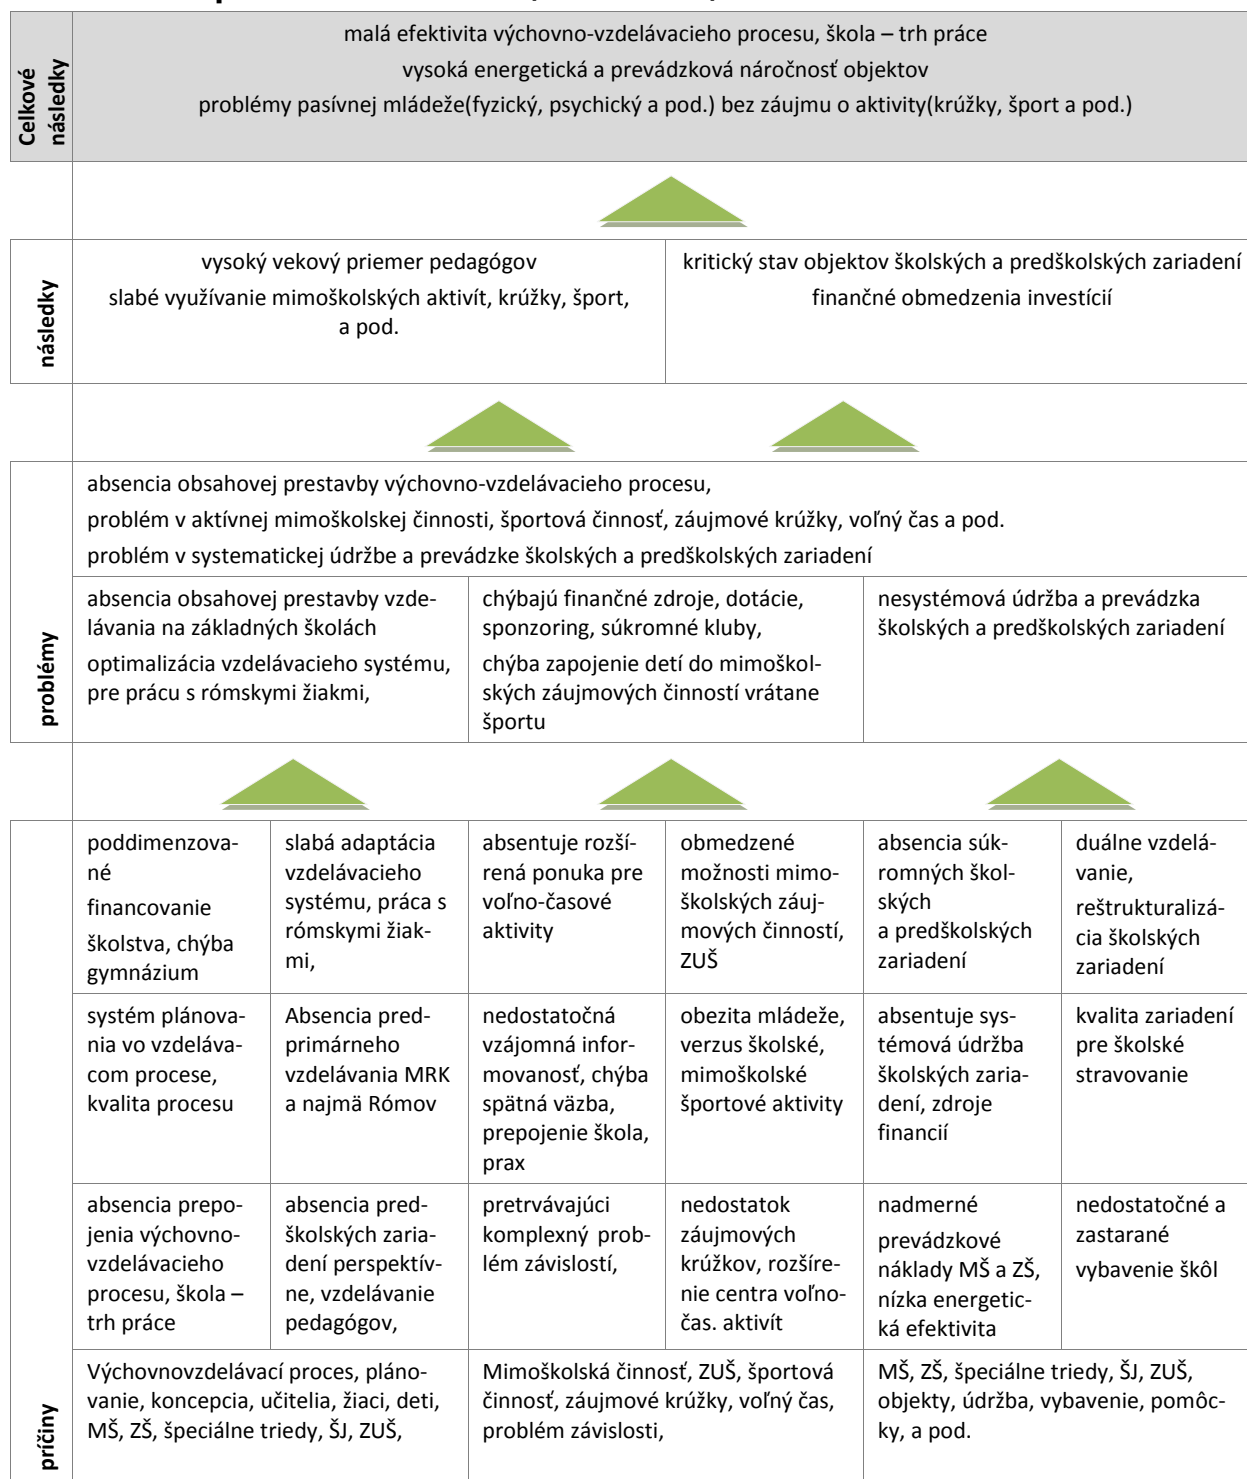 Celkové
následky
malá efektivita výchovno-vzdelávacieho procesu, škola – trh práce
vysoká energetická a prevádzková náročnosť objektov
problémy pasívnej mládeže(fyzický, psychický a pod.) bez záujmu o aktivity(krúžky, šport a pod.)
následky
vysoký vekový priemer pedagógov
slabé využívanie mimoškolských aktivít, krúžky, šport,
a pod.
kritický stav objektov školských a predškolských zariadení
finančné obmedzenia investícií
problémy
absencia obsahovej prestavby výchovno-vzdelávacieho procesu,
problém v aktívnej mimoškolskej činnosti, športová činnosť, záujmové krúžky, voľný čas a pod.
problém v systematickej údržbe a prevádzke školských a predškolských zariadení
absencia obsahovej prestavby vzde-
lávania na základných školách
optimalizácia vzdelávacieho systému,
pre prácu s rómskymi žiakmi,
chýbajú finančné zdroje, dotácie,
sponzoring, súkromné kluby,
chýba zapojenie detí do mimoškol-
ských záujmových činností vrátane
športu
nesystémová údržba a prevádzka
školských a predškolských zariadení
príčiny
poddimenzova-
né
financovanie
školstva, chýba
gymnázium
slabá adaptácia
vzdelávacieho
systému, práca s
rómskymi žiak-
mi,
absentuje rozší-
rená ponuka pre
voľno-časové
aktivity
obmedzené
možnosti mimo-
školských záuj-
mových činností,
ZUŠ
absencia súk-
romných škol-
ských
a predškolských
zariadení
duálne vzdelá-
vanie,
reštrukturalizá-
cia školských
zariadení
systém plánova-
nia vo vzdeláva-
com procese,
kvalita procesu
Absencia pred-
primárneho
vzdelávania MRK
a najmä Rómov
nedostatočná
vzájomná infor-
movanosť, chýba
spätná väzba,
prepojenie škola,
prax
obezita mládeže,
verzus školské,
mimoškolské
športové aktivity
absentuje sys-
témová údržba
školských zaria-
dení, zdroje
financií
kvalita zariadení
pre školské
stravovanie
absencia prepo-
jenia výchovno-
vzdelávacieho
procesu, škola –
trh práce
absencia pred-
školských zaria-
dení perspektív-
ne, vzdelávanie
pedagógov,
pretrvávajúci
komplexný prob-
lém závislostí,
nedostatok
záujmových
krúžkov, rozšíre-
nie centra voľno-
čas. aktivít
nadmerné
prevádzkové
náklady MŠ a ZŠ,
nízka energetic-
ká efektivita
nedostatočné a
zastarané
vybavenie škôl
Výchovnovzdelávací proces, pláno-
vanie, koncepcia, učitelia, žiaci, deti,
MŠ, ZŠ, špeciálne triedy, ŠJ, ZUŠ,
Mimoškolská činnosť, ZUŠ, športová
činnosť, záujmové krúžky, voľný čas,
problém závislosti,
MŠ, ZŠ, špeciálne triedy, ŠJ, ZUŠ,
objekty, údržba, vybavenie, pomôc-
ky, a pod.